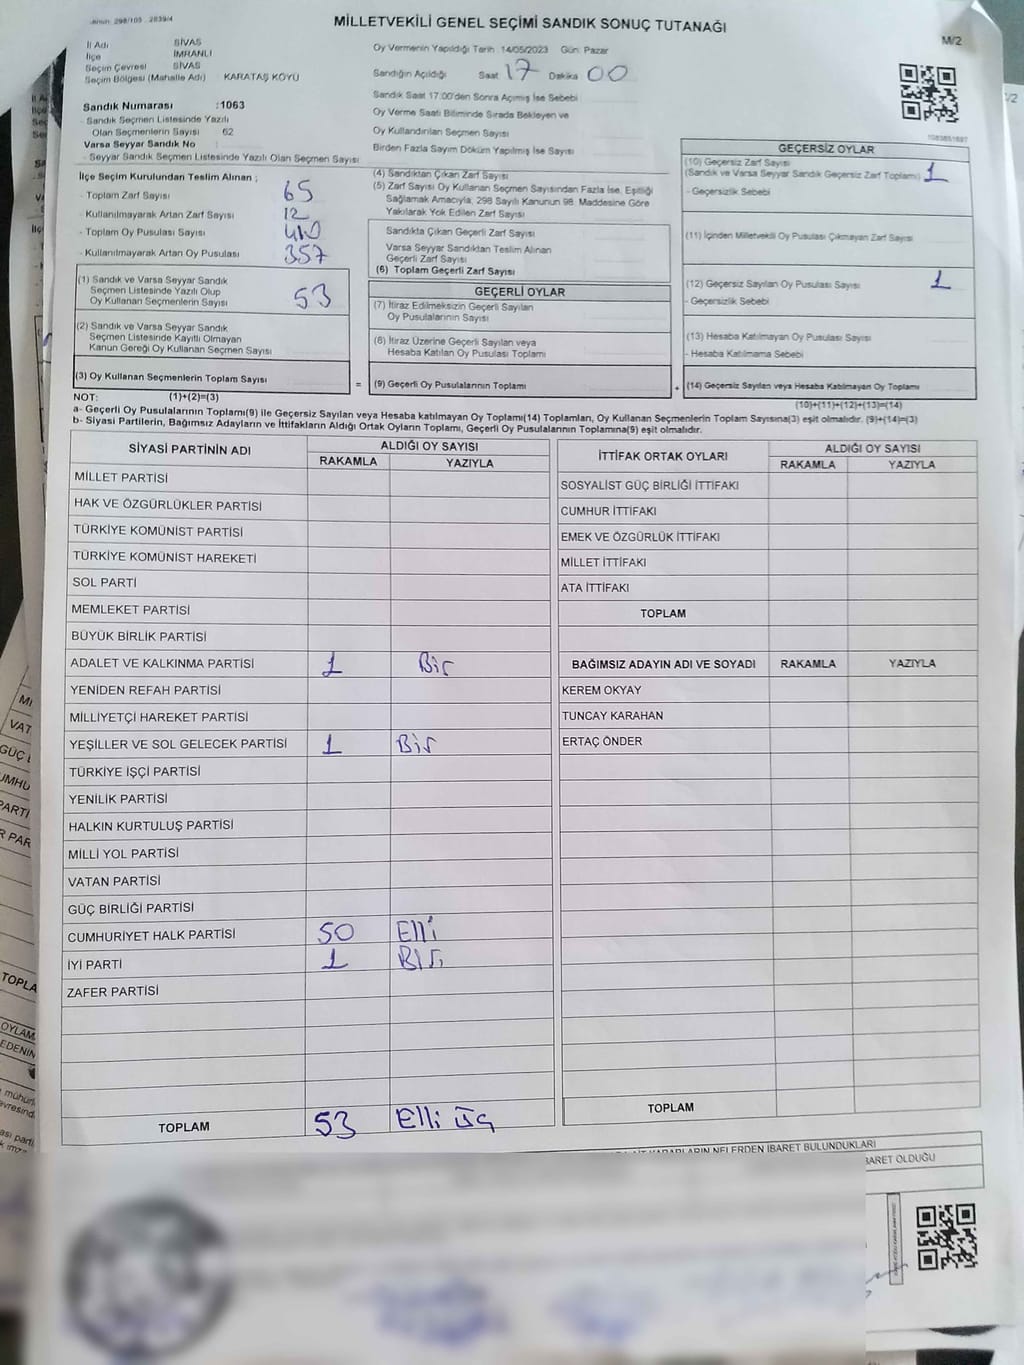 MİLLETVEKİLİ GENEL SEÇİMİ SANDIK SONUÇ TUTANAĞI
M/2
İl Adı SİVAS
İlçe İMRANLI
Seçim Çevresi SİVAS
Seçim Bölgesi (Mahalle Adı) : KARATAŞ KÖYÜ
Sandık Numarası :1063
- Sandık Seçmen Listesinde Yazılı
Olan Seçmenlerin Sayısı : 62
Varsa Seyyar Sandık No :
- Seyyar Sandık Seçmen Listesinde Yazılı Olan Seçmen Sayısı
İlçe Seçim Kurulundan Teslim Alınan ;
- Toplam Zarf Sayısı 65
- Kullanılmayarak Artan Zarf Sayısı 12
- Toplam Oy Pusulası Sayısı 410
- Kullanılmayarak Artan Oy Pusulası 357
(1) Sandık ve Varsa Seyyar Sandık
Seçmen Listesinde Yazılı Olup
Oy Kullanan Seçmenlerin Sayısı 53
(2) Sandık ve Varsa Seyyar Sandık
Seçmen Listesinde Kayıtlı Olmayan
Kanun Gereği Oy Kullanan Seçmen Sayısı
(3) Oy Kullanan Seçmenlerin Toplam Sayısı
Oy Vermenin Yapıldığı Tarih : 14/05/2023 Gün: Pazar
Sandığın Açıldığı Saat 17 Dakika 00
Sandık Saat 17:00'den Sonra Açımış İse Sebebi
Oy Verme Saati Bitiminde Sırada Bekleyen ve
Oy Kullandırılan Seçmen Sayısı
Birden Fazla Sayım Döküm Yapılmış İse Sayısı
(4) Sandıktan Çıkan Zarf Sayısı
(5) Zarf Sayısı Oy Kullanan Seçmen Sayısından Fazla İse, Eşitliği
Sağlamak Amacıyla, 298 Sayılı Kanunun 98. Maddesine Göre
Yakılarak Yok Edilen Zarf Sayısı
Sandıkta Çıkan Geçerli Zarf Sayısı
Varsa Seyyar Sandıktan Teslim Alınan
Geçerli Zarf Sayısı
(6) Toplam Geçerli Zarf Sayısı
GEÇERLİ OYLAR
(7) İtiraz Edilmeksizin Geçerli Sayılan
Oy Pusulalarının Sayısı
(8) İtiraz Üzerine Geçerli Sayılan veya
Hesaba Katılan Oy Pusulası Toplamı
= (9) Geçerli Oy Pusulalarının Toplamı
GEÇERSİZ OYLAR
(10) Geçersiz Zarf Sayısı
(Sandık ve Varsa Seyyar Sandık Geçersiz Zarf Toplamı) 1
- Geçersizlik Sebebi
(11) İçinden Milletvekili Oy Pusulası Çıkmayan Zarf Sayısı
(12) Geçersiz Sayılan Oy Pusulası Sayısı 1
- Geçersizlik Sebebi
(13) Hesaba Katılmayan Oy Pusulası Sayısı
- Hesaba Katılmama Sebebi
+ (14) Geçersiz Sayılan veya Hesaba Katılmayan Oy Toplamı
NOT: (1)+(2)=(3)
(10)+(11)+(12)+(13)=(14)
a- Geçerli Oy Pusulalarının Toplamı(9) ile Geçersiz Sayılan veya Hesaba katılmayan Oy Toplamı(14) Toplamları, Oy Kullanan Seçmenlerin Toplam Sayısına(3) eşit olmalıdır. (9)+(14)=(3)
b- Siyasi Partilerin, Bağımsız Adayların ve İttifakların Aldığı Ortak Oyların Toplamı, Geçerli Oy Pusulalarının Toplamına(9) eşit olmalıdır.
SİYASİ PARTİNİN ADI ALDIĞI OY SAYISI
RAKAMLA YAZIYLA
MİLLET PARTİSİ
HAK VE ÖZGÜRLÜKLER PARTİSİ
TÜRKİYE KOMÜNİST PARTİSİ
TÜRKİYE KOMÜNİST HAREKETİ
SOL PARTİ
MEMLEKET PARTİSİ
BÜYÜK BİRLİK PARTİSİ
ADALET VE KALKINMA PARTİSİ 1 Bir
YENİDEN REFAH PARTİSİ
MİLLİYETÇİ HAREKET PARTİSİ
YEŞİLLER VE SOL GELECEK PARTİSİ 1 Bir
TÜRKİYE İŞÇİ PARTİSİ
YENİLİK PARTİSİ
HALKIN KURTULUŞ PARTİSİ
MİLLİ YOL PARTİSİ
VATAN PARTİSİ
GÜÇ BİRLİĞİ PARTİSİ
CUMHURİYET HALK PARTİSİ 50 Elli
İYİ PARTİ 1 Bir
ZAFER PARTİSİ
TOPLAM 53 Elli üç
İTTİFAK ORTAK OYLARI ALDIĞI OY SAYISI
RAKAMLA YAZIYLA
SOSYALİST GÜÇ BİRLİĞİ İTTİFAKI
CUMHUR İTTİFAKI
EMEK VE ÖZGÜRLÜK İTTİFAKI
MİLLET İTTİFAKI
ATA İTTİFAKI
TOPLAM
BAĞIMSIZ ADAYIN ADI VE SOYADI RAKAMLA YAZIYLA
KEREM OKYAY
TUNCAY KARAHAN
ERTAÇ ÖNDER
TOPLAM
NELERDEN İBARET BULUNDUKLARI
OLDUĞU